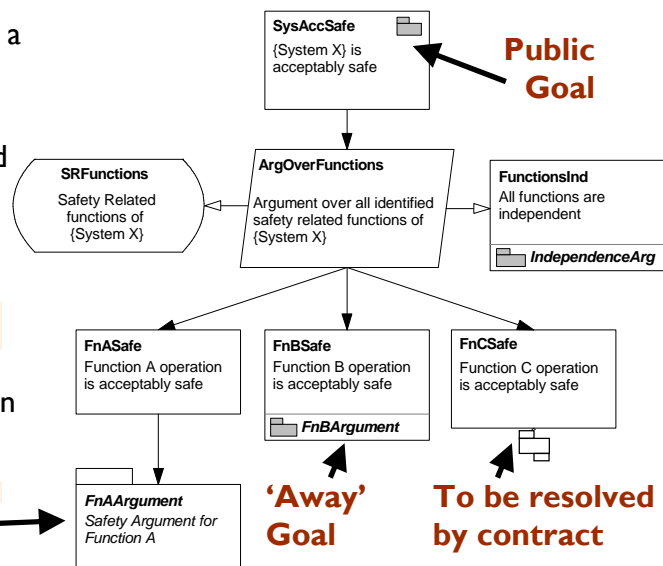 a
SysAccSafe
{System X} is
acceptably safe
Public
Goal
d
SRFunctions
Safety Related
functions of
{System X}
ArgOverFunctions
Argument over all identified
safety related functions of
{System X}
FunctionsInd
All functions are
independent
IndependenceArg
FnASafe
Function A operation
is acceptably safe
FnBSafe
Function B operation
is acceptably safe
FnBArgument
FnCSafe
Function C operation
is acceptably safe
n
FnAArgument
Safety Argument for
Function A
‘Away’
Goal
To be resolved
by contract